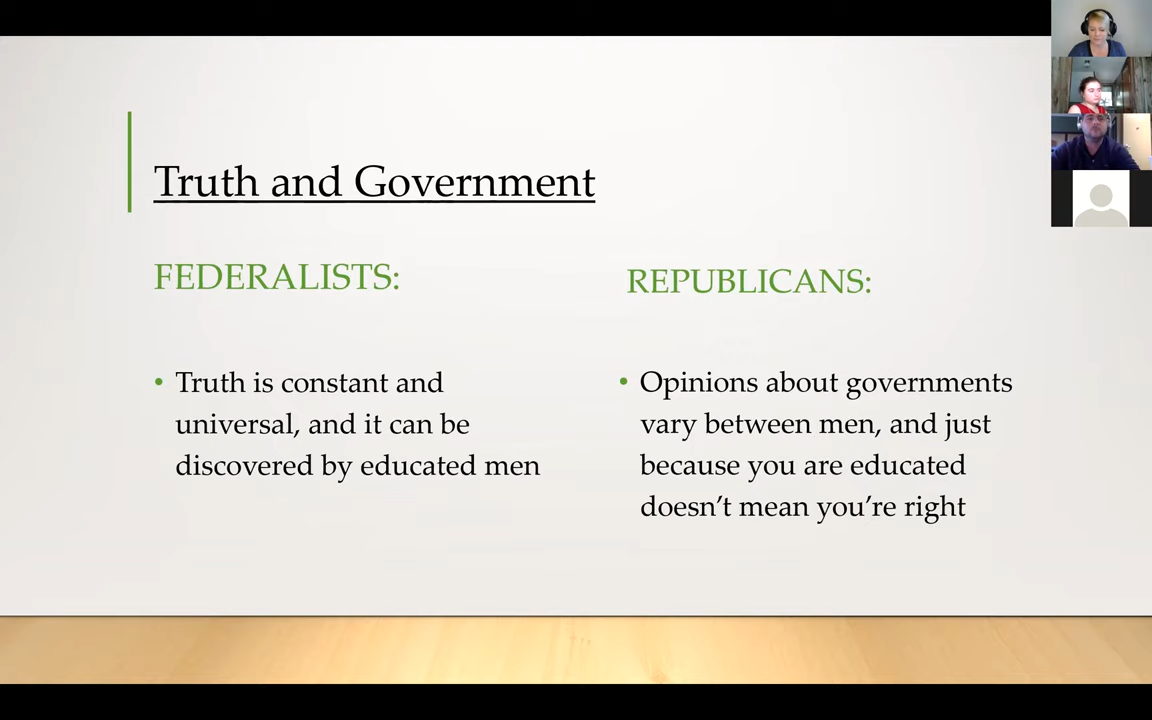 Truth and Government
FEDERALISTS:
• Truth is constant and
universal, and it can be
discovered by educated men
REPUBLICANS:
• Opinions about governments
vary between men, and just
because you are educated
doesn’t mean you’re right